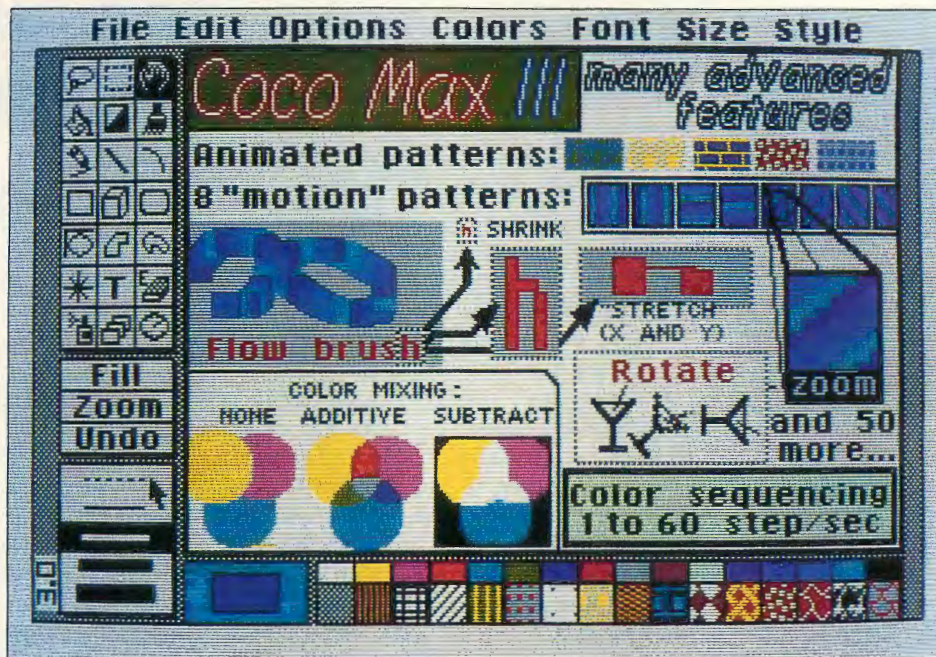 File Edit Options Colors Font Size Style
Coco Max III
many advanced
features
Animated patterns:
8 "motion" patterns:
h SHRINK
h
"STRETCH"
(X AND Y)
Flow brush
T
Fill
Zoom
Undo
COLOR MIXING:
NONE ADDITIVE SUBTRACT
Rotate
zoom
and 50
more...
Color sequencing
1 to 60 step/sec